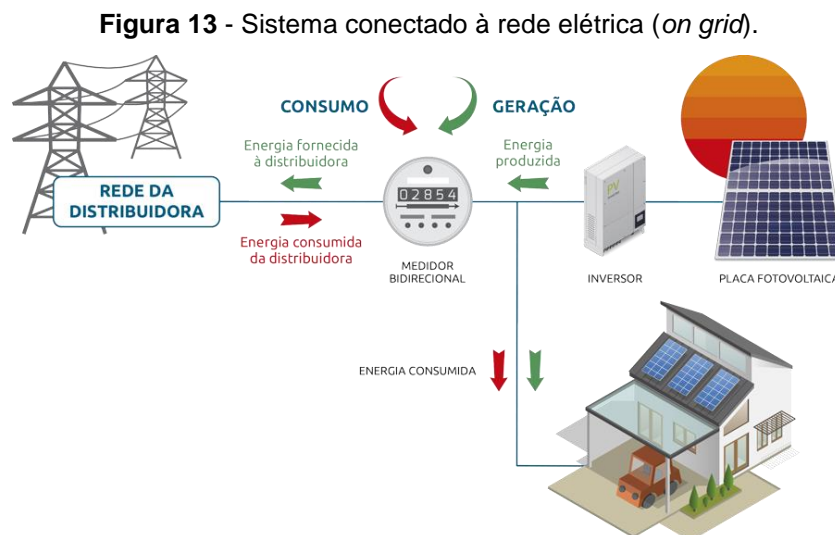 Figura 13 - Sistema conectado à rede elétrica (on grid).
CONSUMO
GERAÇÃO
Energia fornecida
à distribuidora
Energia
produzida
REDE DA
DISTRIBUIDORA
02854
PV
Energia consumida
da distribuidora
MEDIDOR
BIDIRECIONAL
INVERSOR
PLACA FOTOVOLTAICA
ENERGIA CONSUMIDA